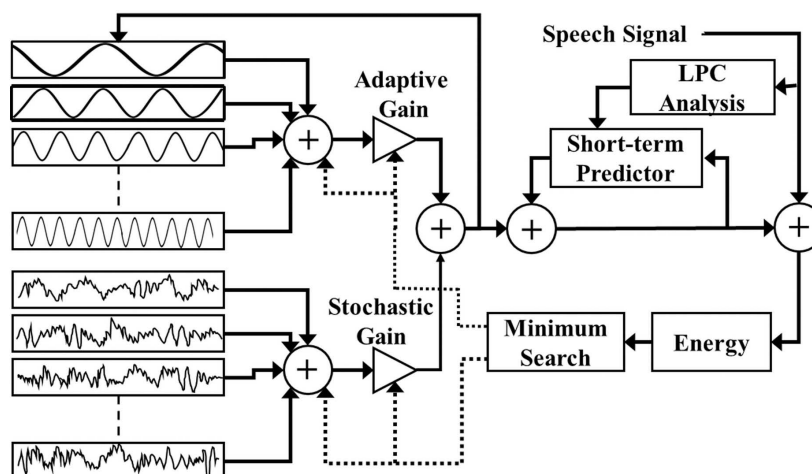 Speech Signal
LPC
Analysis
Adaptive
Gain
Short-term
Predictor
+
+
+
+
Stochastic
Gain
+
Minimum
Search
Energy